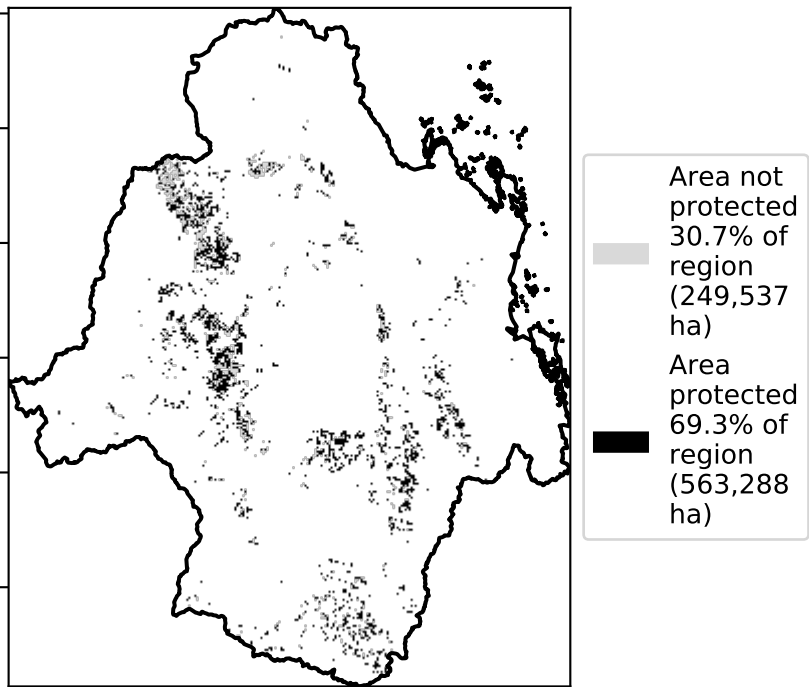 Area not
protected
30.7% of
region
(249,537
ha)
Area
protected
69.3% of
region
(563,288
ha)